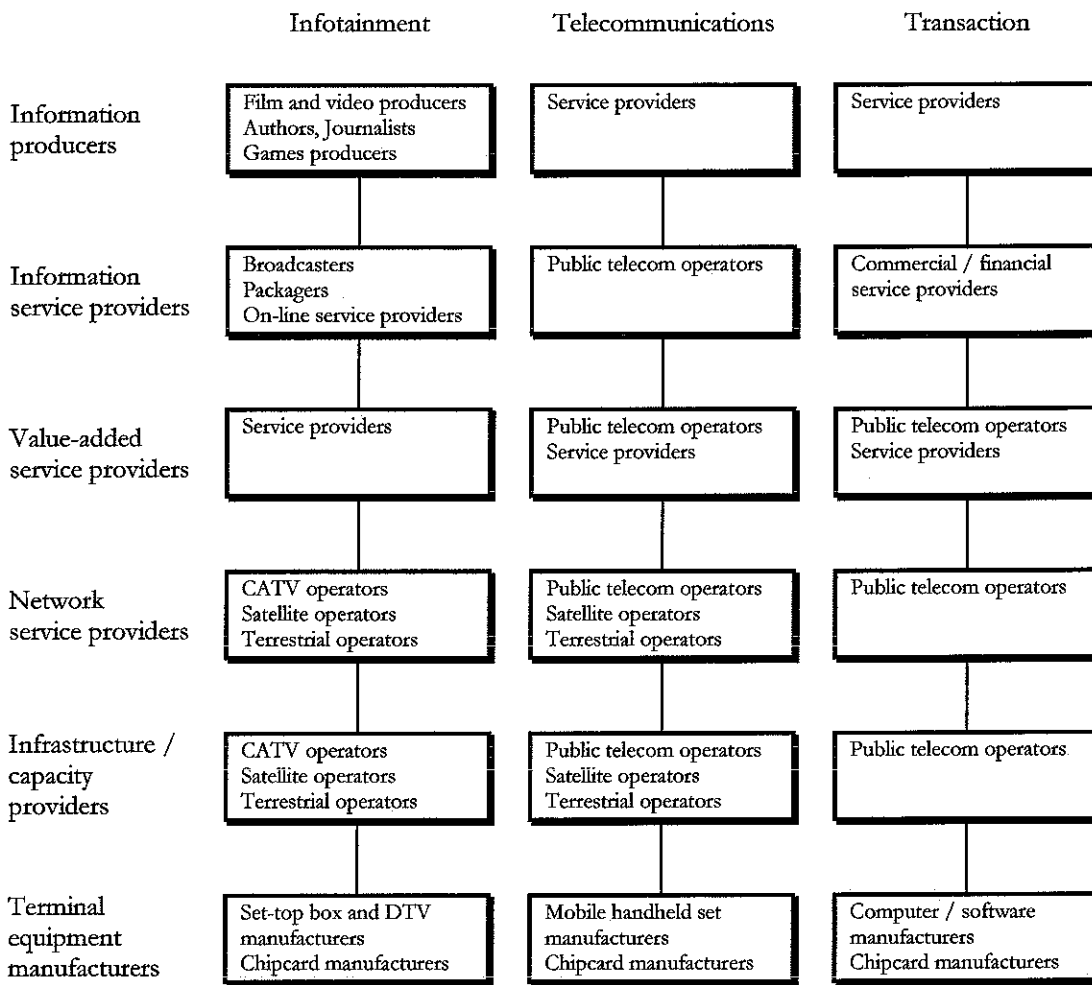 Infotainment
Telecommunications
Transaction
Information
producers
Film and video producers
Authors, Journalists
Games producers
Service providers
Service providers
Information
service providers
Broadcasters
Packagers
On-line service providers
Public telecom operators
Commercial / financial
service providers
Value-added
service providers
Service providers
Public telecom operators
Service providers
Public telecom operators
Service providers
Network
service providers
CATV operators
Satellite operators
Terrestrial operators
Public telecom operators
Satellite operators
Terrestrial operators
Public telecom operators
Infrastructure /
capacity
providers
CATV operators
Satellite operators
Terrestrial operators
Public telecom operators
Satellite operators
Terrestrial operators
Public telecom operators
Terminal
equipment
manufacturers
Set-top box and DTV
manufacturers
Chipcard manufacturers
Mobile handheld set
manufacturers
Chipcard manufacturers
Computer / software
manufacturers
Chipcard manufacturers